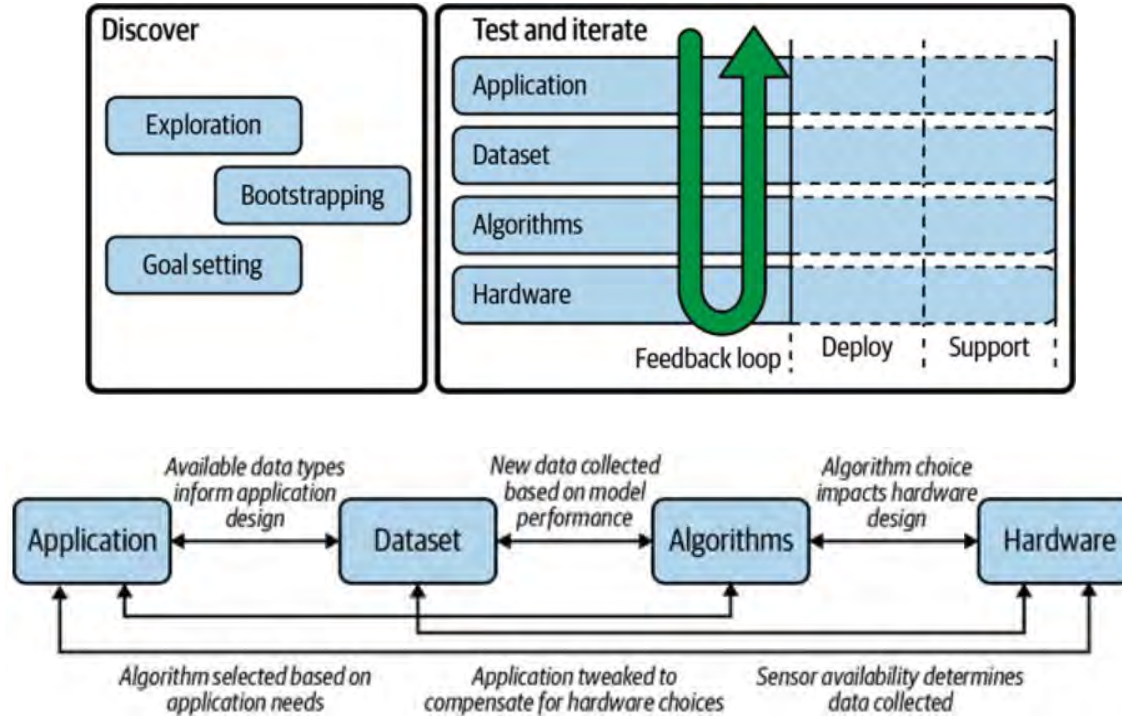 Discover
Exploration
Bootstrapping
Goal setting
Test and iterate
Application
Dataset
Algorithms
Hardware
Feedback loop
Deploy
Support
Available data types
inform application
design
New data collected
based on model
performance
Algorithm choice
impacts hardware
design
Application
Dataset
Algorithms
Hardware
Algorithm selected based on
application needs
Application tweaked to
compensate for hardware choices
Sensor availability determines
data collected